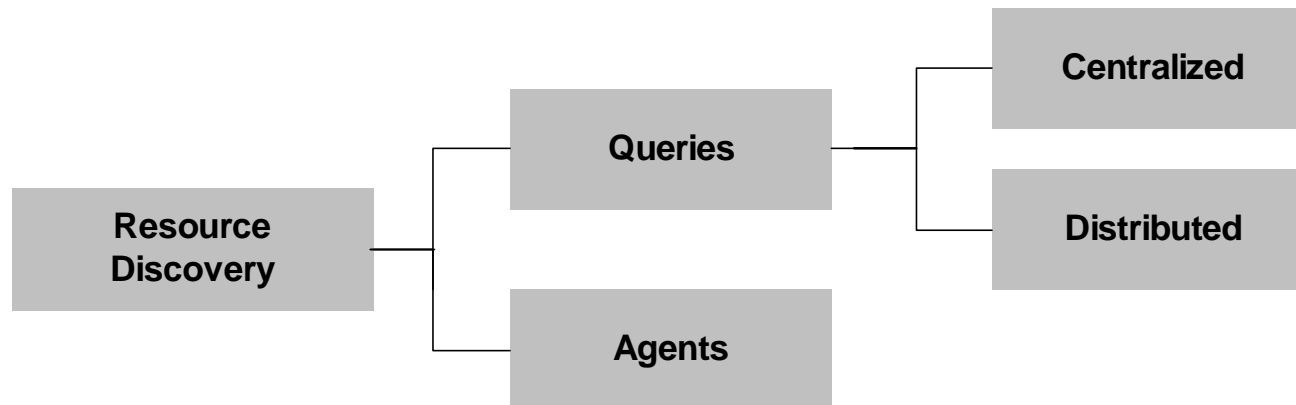 Centralized
Queries
Resource
Discovery
Distributed
Agents